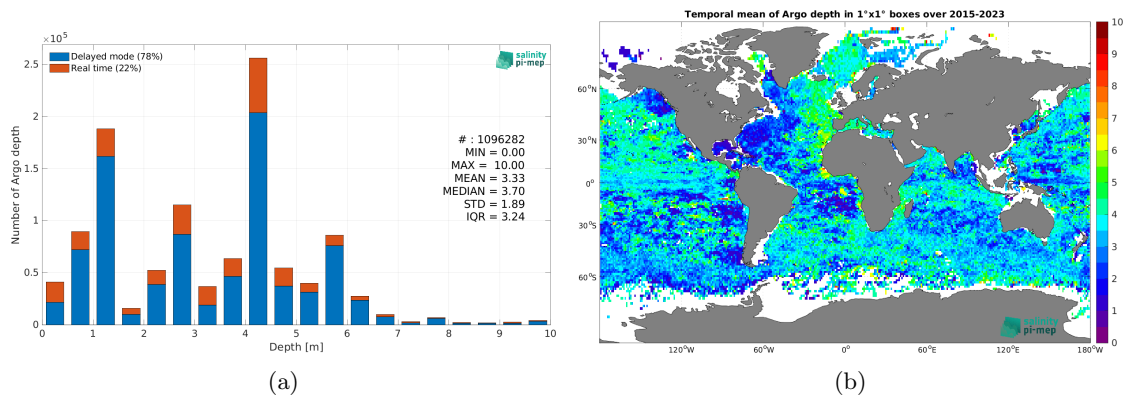 ×10⁵
Delayed mode (78%)
Real time (22%)
salinity
pi-mep
2.5
2
1.5
1
0.5
0
Number of Argo depth
# : 1096282
MIN = 0.00
MAX = 10.00
MEAN = 3.33
MEDIAN = 3.70
STD = 1.89
IQR = 3.24
0 1 2 3 4 5 6 7 8 9 10
Depth [m]
(a)
Temporal mean of Argo depth in 1°x1° boxes over 2015-2023
60°N
30°N
0°
30°S
60°S
120°W 60°W 0° 60°E 120°E 180°W
salinity
pi-mep
10
9
8
7
6
5
4
3
2
1
0
(b)